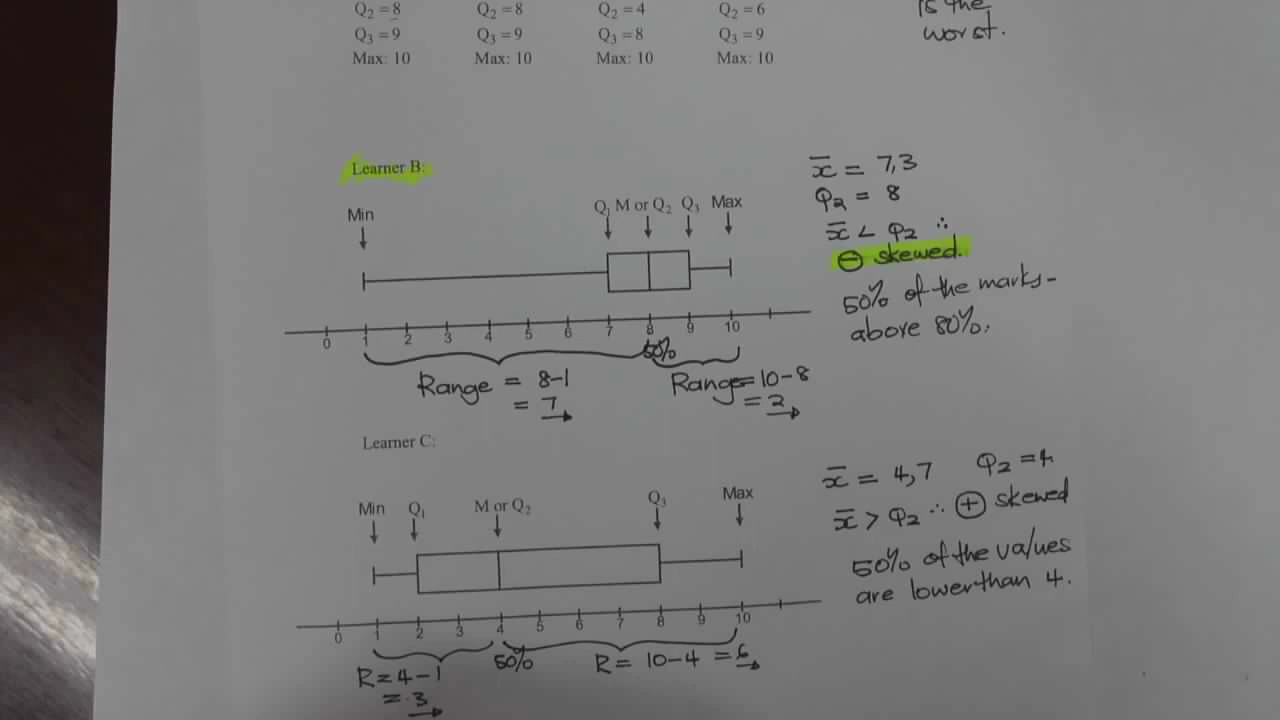 Q2 = 8 Q2 = 8 Q2 = 4 Q2 = 6
Q3 = 9 Q3 = 9 Q3 = 8 Q3 = 9
Max: 10 Max: 10 Max: 10 Max: 10
is the
worst.
Learner B:
Min Q1 M or Q2 Q3 Max
0 1 2 3 4 5 6 7 8 9 10
50%
Range = 8-1
= 7
Range = 10-8
= 2
x̄ = 7,3
Q2 = 8
x̄ < Q2 ∴
⊖ skewed.
50% of the marks-
above 80%.
Learner C:
Min Q1 M or Q2 Q3 Max
0 1 2 3 4 5 6 7 8 9 10
R = 4-1
= 3
50%
R = 10-4 = 6
x̄ = 4,7 Q2 = 4
x̄ > Q2 ∴ ⊕ skewed
50% of the values
are lowerthan 4.